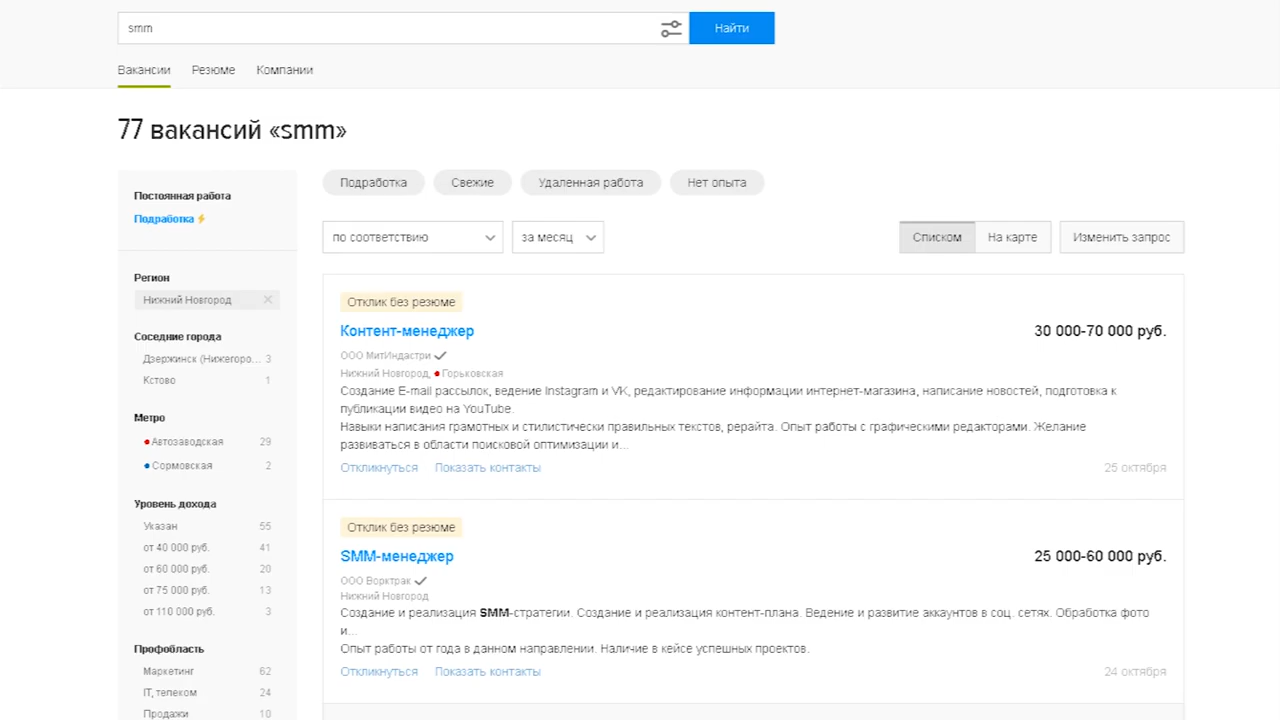 smm
Найти
Вакансии Резюме Компании
77 вакансий «smm»
Постоянная работа
Подработка
Регион
Нижний Новгород
Соседние города
Дзержинск (Нижегоро... 3
Кстово 1
Метро
Автозаводская 29
Сормовская 2
Уровень дохода
Указан 55
от 40 000 руб. 41
от 60 000 руб. 20
от 75 000 руб. 13
от 110 000 руб. 3
Профобласть
Маркетинг 62
IT, телеком 24
Продажи 10
Подработка Свежие Удаленная работа Нет опыта
по соответствию за месяц Списком На карте Изменить запрос
Отклик без резюме
Контент-менеджер 30 000-70 000 руб.
ООО МитИндастри
Нижний Новгород, Горьковская
Создание E-mail рассылок, ведение Instagram и VK, редактирование информации интернет-магазина, написание новостей, подготовка к
публикации видео на YouTube.
Навыки написания грамотных и стилистически правильных текстов, рерайта. Опыт работы с графическими редакторами. Желание
развиваться в области поисковой оптимизации и...
Откликнуться Показать контакты 25 октября
Отклик без резюме
SMM-менеджер 25 000-60 000 руб.
ООО Ворктрак
Нижний Новгород
Создание и реализация SMM-стратегии. Создание и реализация контент-плана. Ведение и развитие аккаунтов в соц. сетях. Обработка фото
и...
Опыт работы от года в данном направлении. Наличие в кейсе успешных проектов.
Откликнуться Показать контакты 24 октября